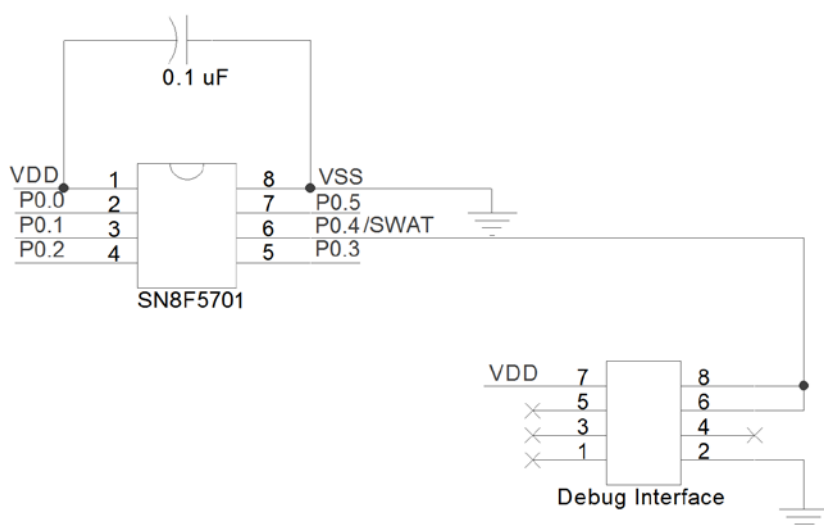 0.1 uF
VDD 1 8 VSS
P0.0 2 7 P0.5
P0.1 3 6 P0.4/SWAT
P0.2 4 5 P0.3
SN8F5701
VDD 7 8
5 6
3 4
1 2
Debug Interface